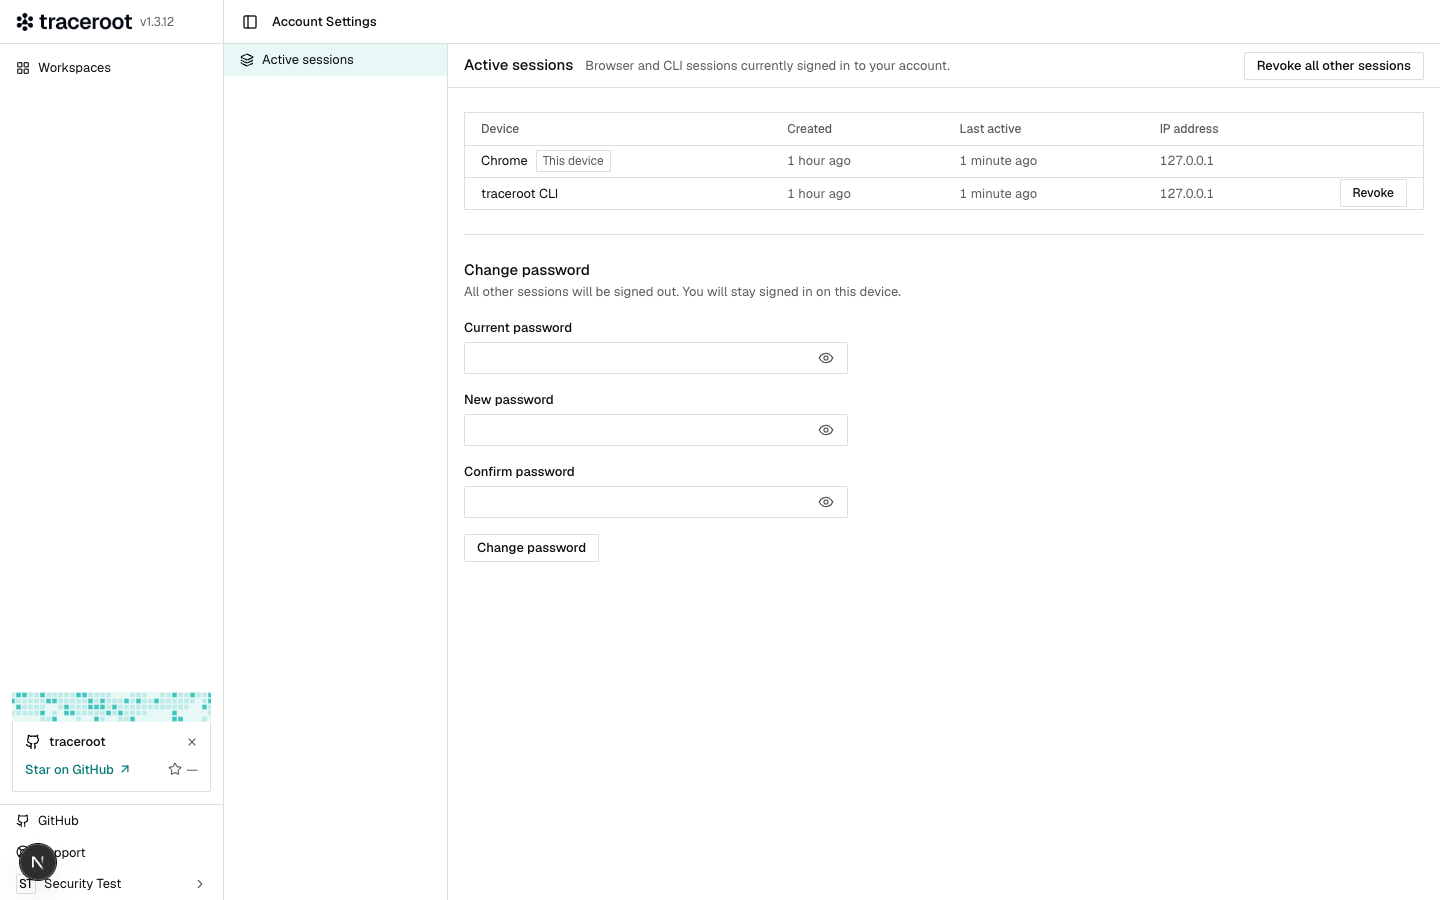 traceroot v1.3.12
Account Settings
Workspaces
Active sessions
Active sessions Browser and CLI sessions currently signed in to your account.
Revoke all other sessions
Device Created Last active IP address
Chrome This device 1 hour ago 1 minute ago 127.0.0.1
traceroot CLI 1 hour ago 1 minute ago 127.0.0.1 Revoke
Change password
All other sessions will be signed out. You will stay signed in on this device.
Current password
New password
Confirm password
Change password
traceroot
Star on GitHub —
GitHub
N
ST Security Test